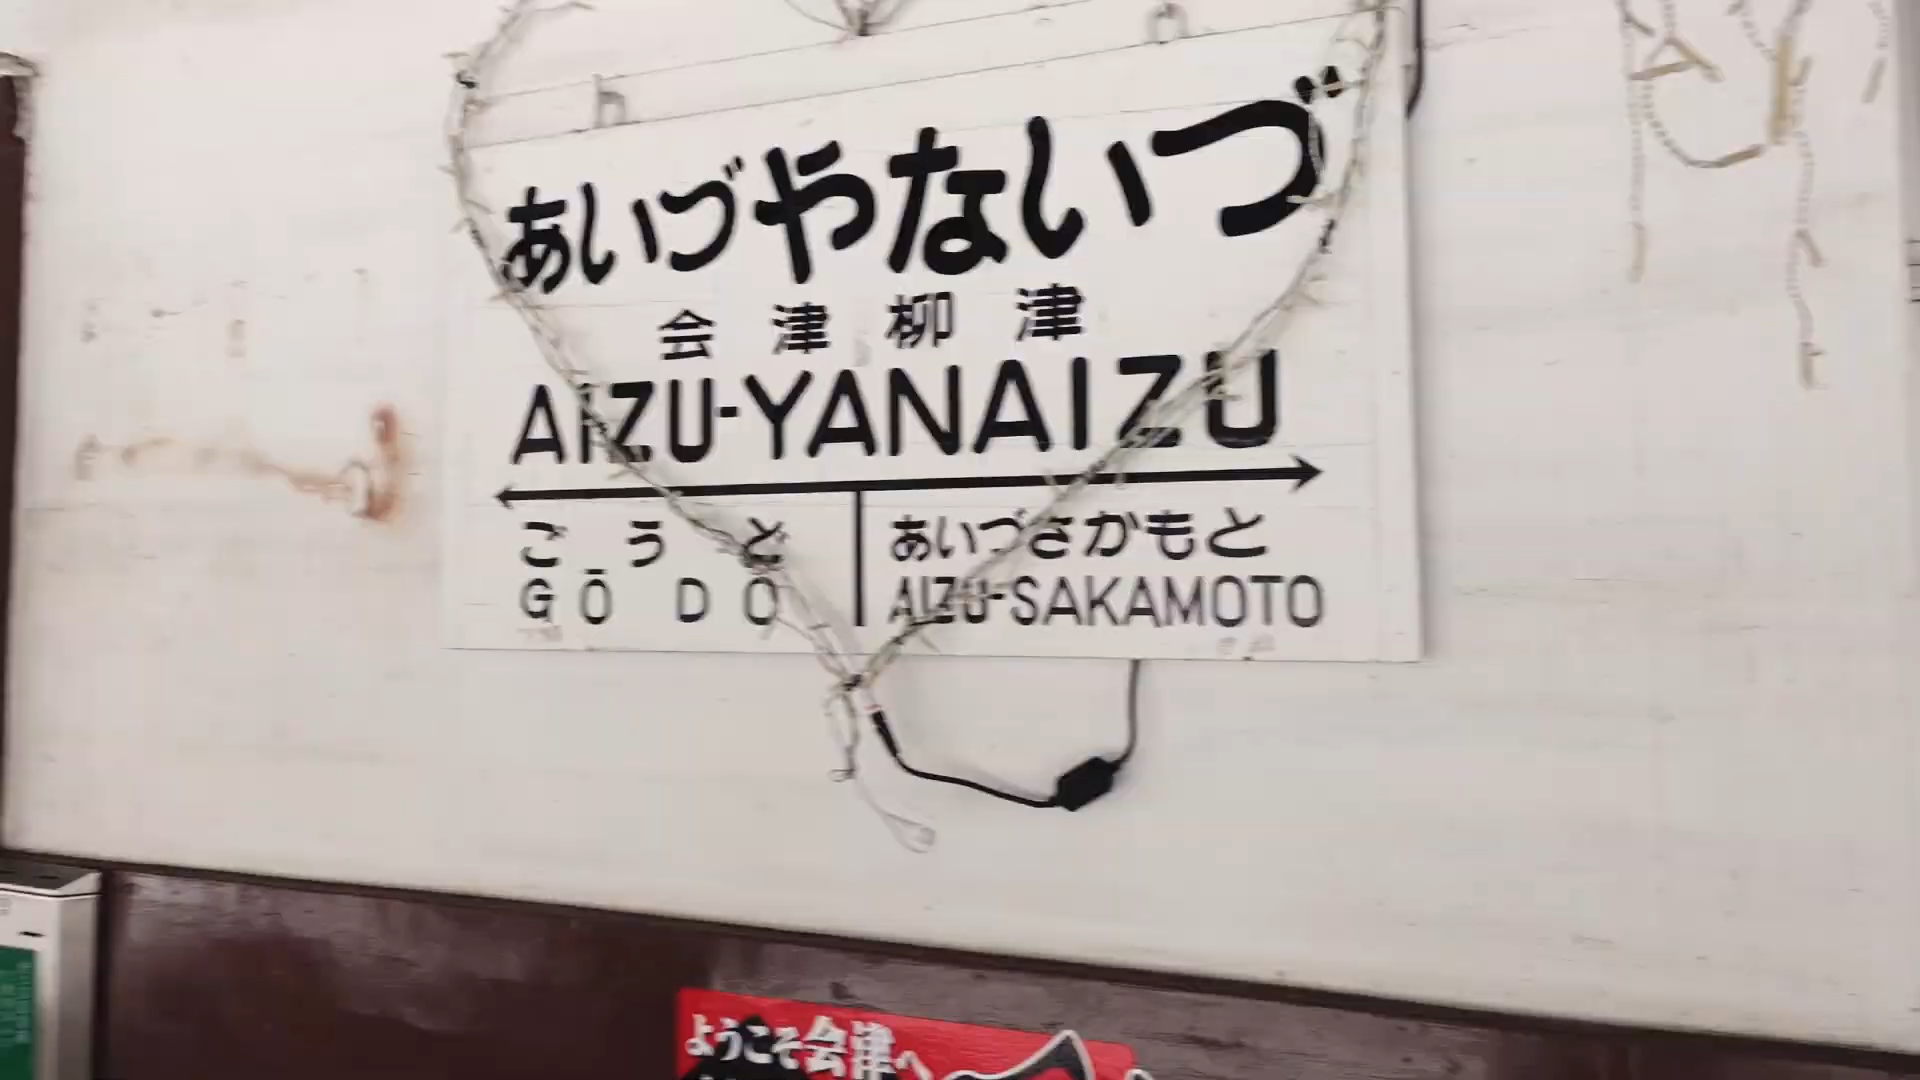 あいづやないづ
会津柳津
AIZU-YANAIZU
ごうど
GŌDO
あいづさかもと
AIZU-SAKAMOTO
ようこそ会津へ